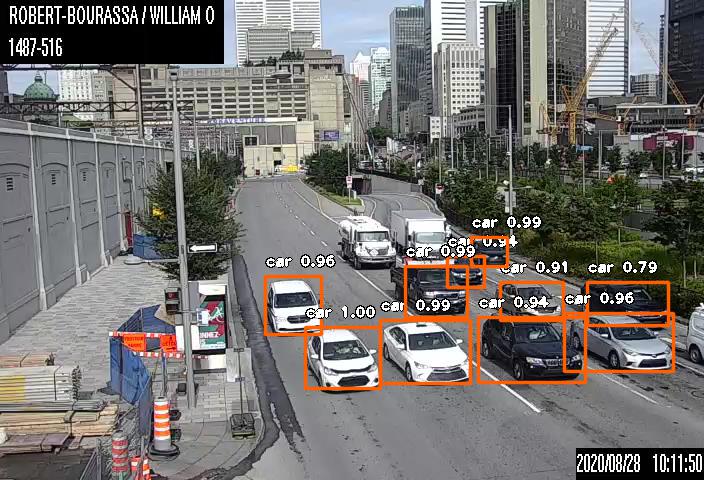 ROBERT-BOURASSA / WILLIAM O
1487-516
BONAVENTURE
car 0.99
car 0.94
car 0.99
car 0.96
car 0.91
car 0.79
car 1.00
car 0.99
car 0.94
car 0.96
2020/08/28 10:11:50